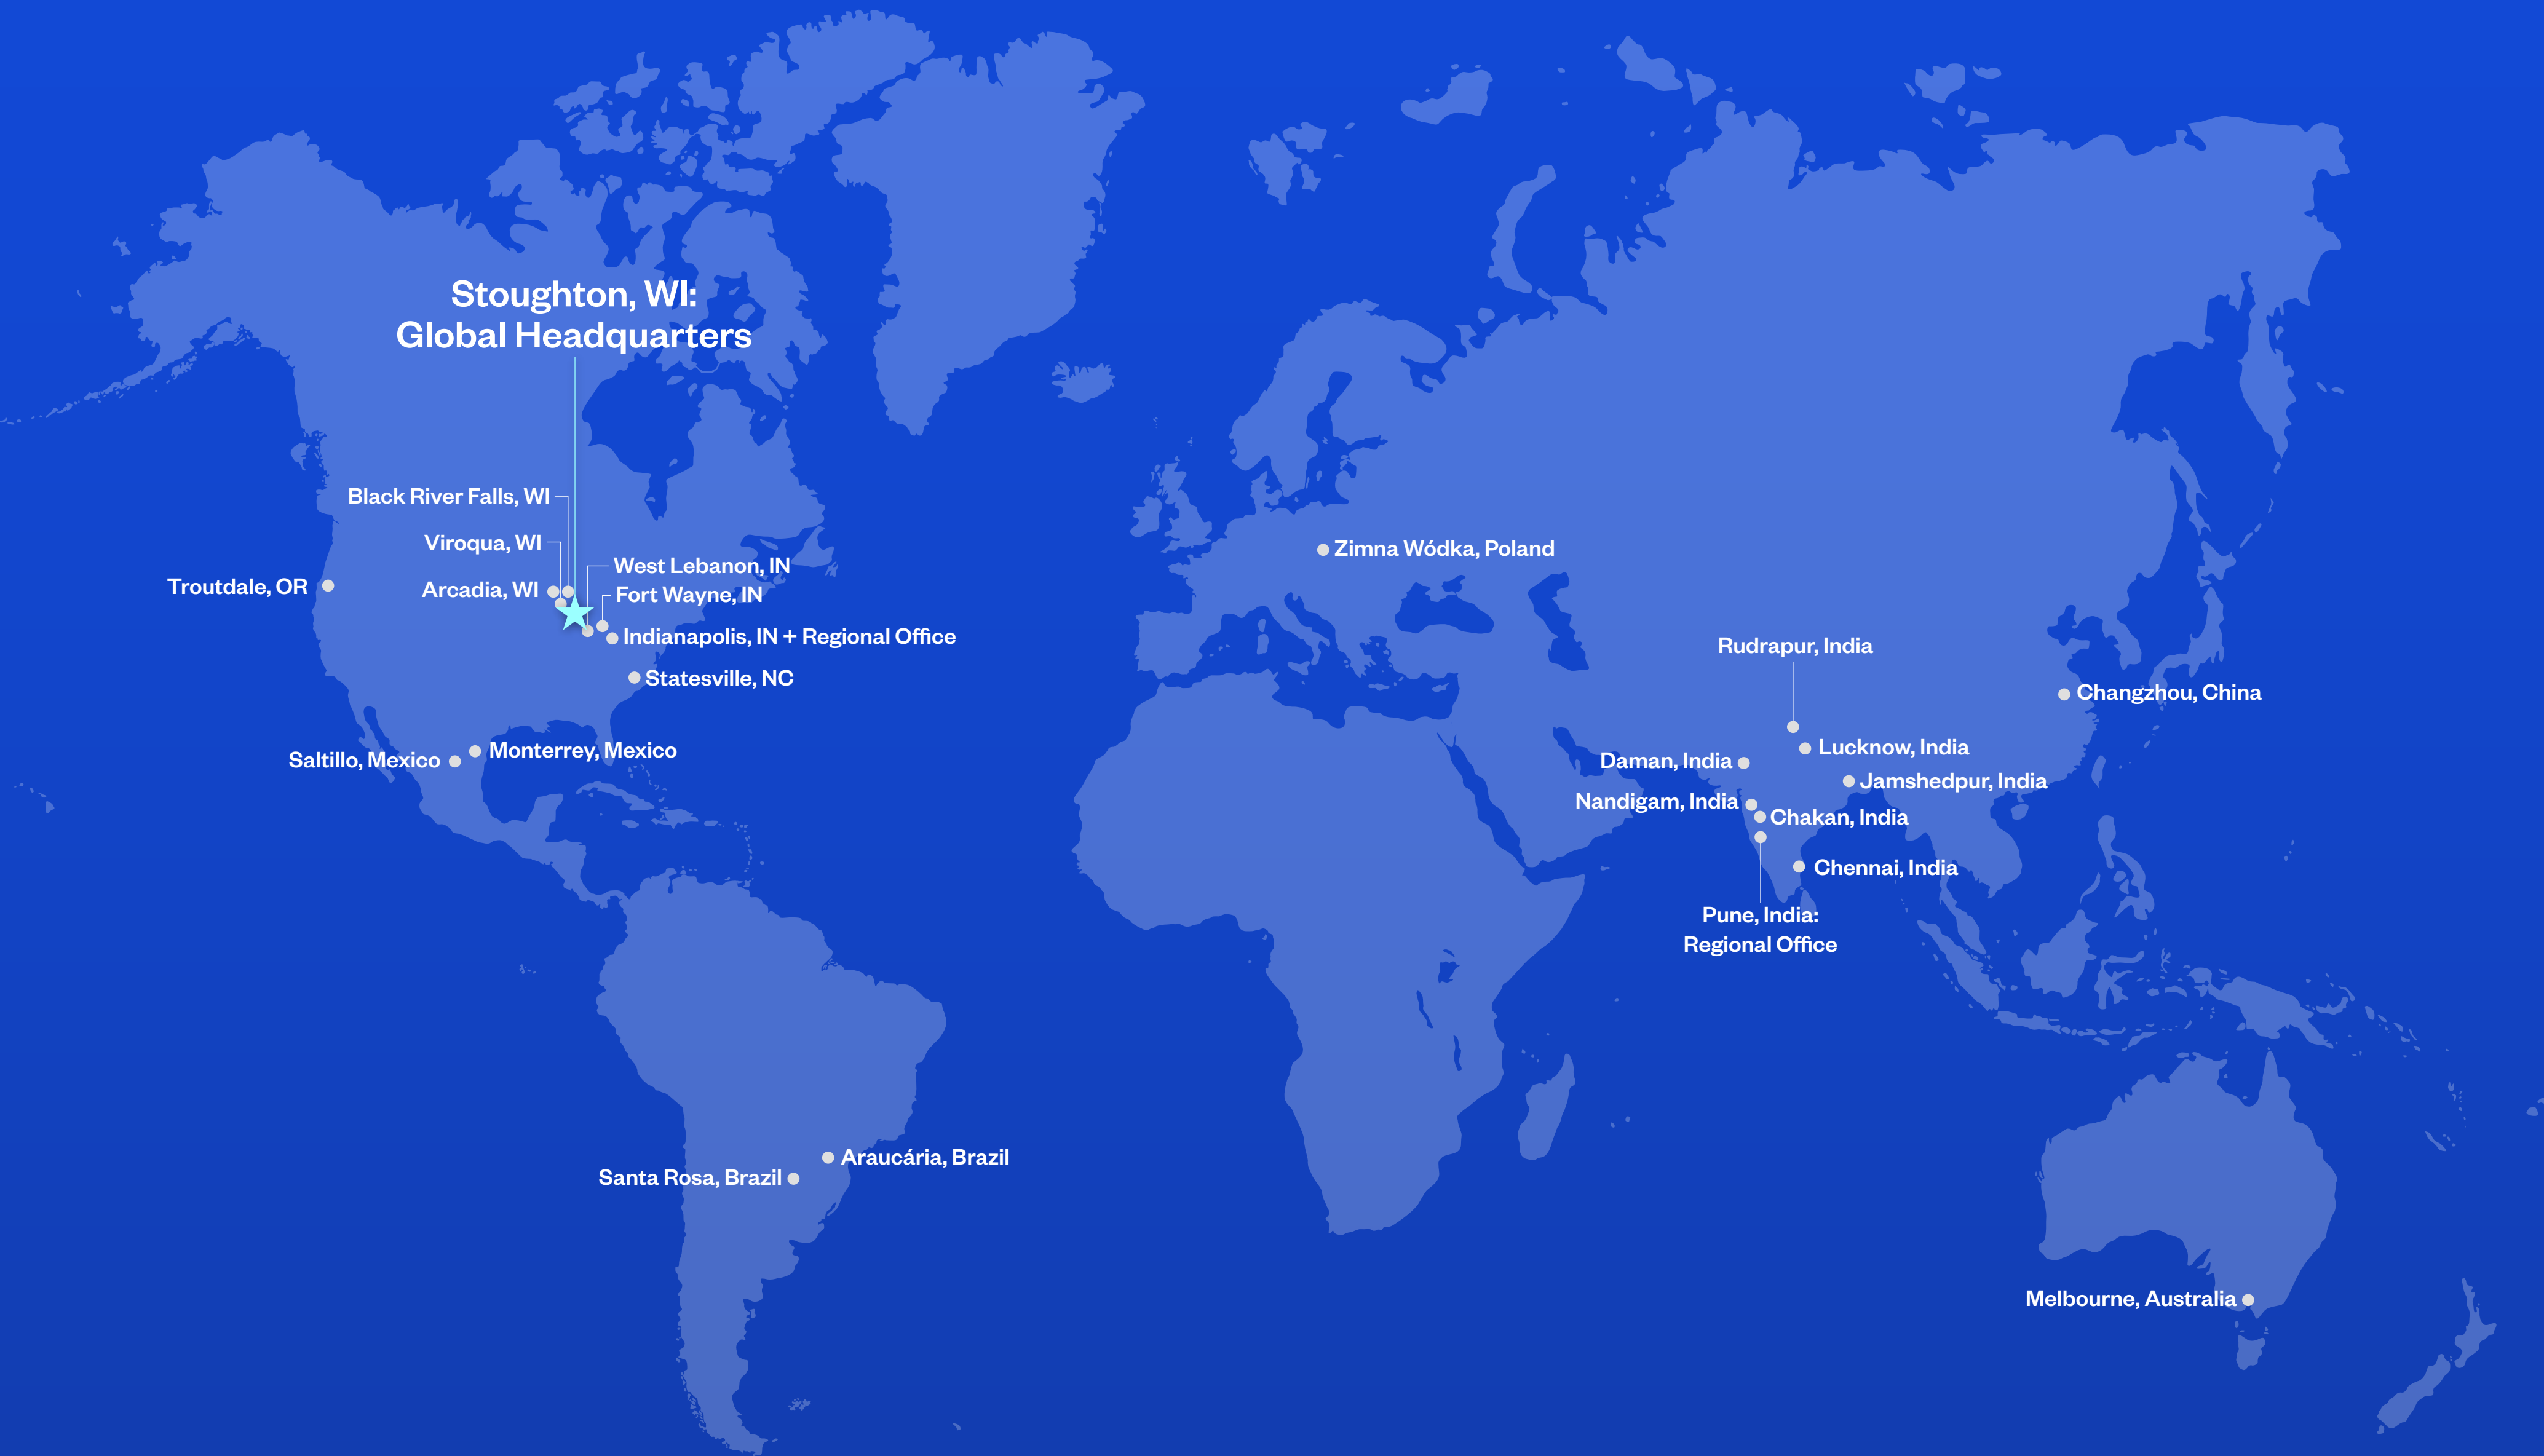 Stoughton, WI:
Global Headquarters
Black River Falls, WI
Viroqua, WI
Arcadia, WI
Troutdale, OR
West Lebanon, IN
Fort Wayne, IN
Indianapolis, IN + Regional Office
Statesville, NC
Saltillo, Mexico
Monterrey, Mexico
Santa Rosa, Brazil
Araucária, Brazil
Zimna Wódka, Poland
Rudrapur, India
Lucknow, India
Daman, India
Jamshedpur, India
Nandigam, India
Chakan, India
Chennai, India
Pune, India:
Regional Office
Changzhou, China
Melbourne, Australia